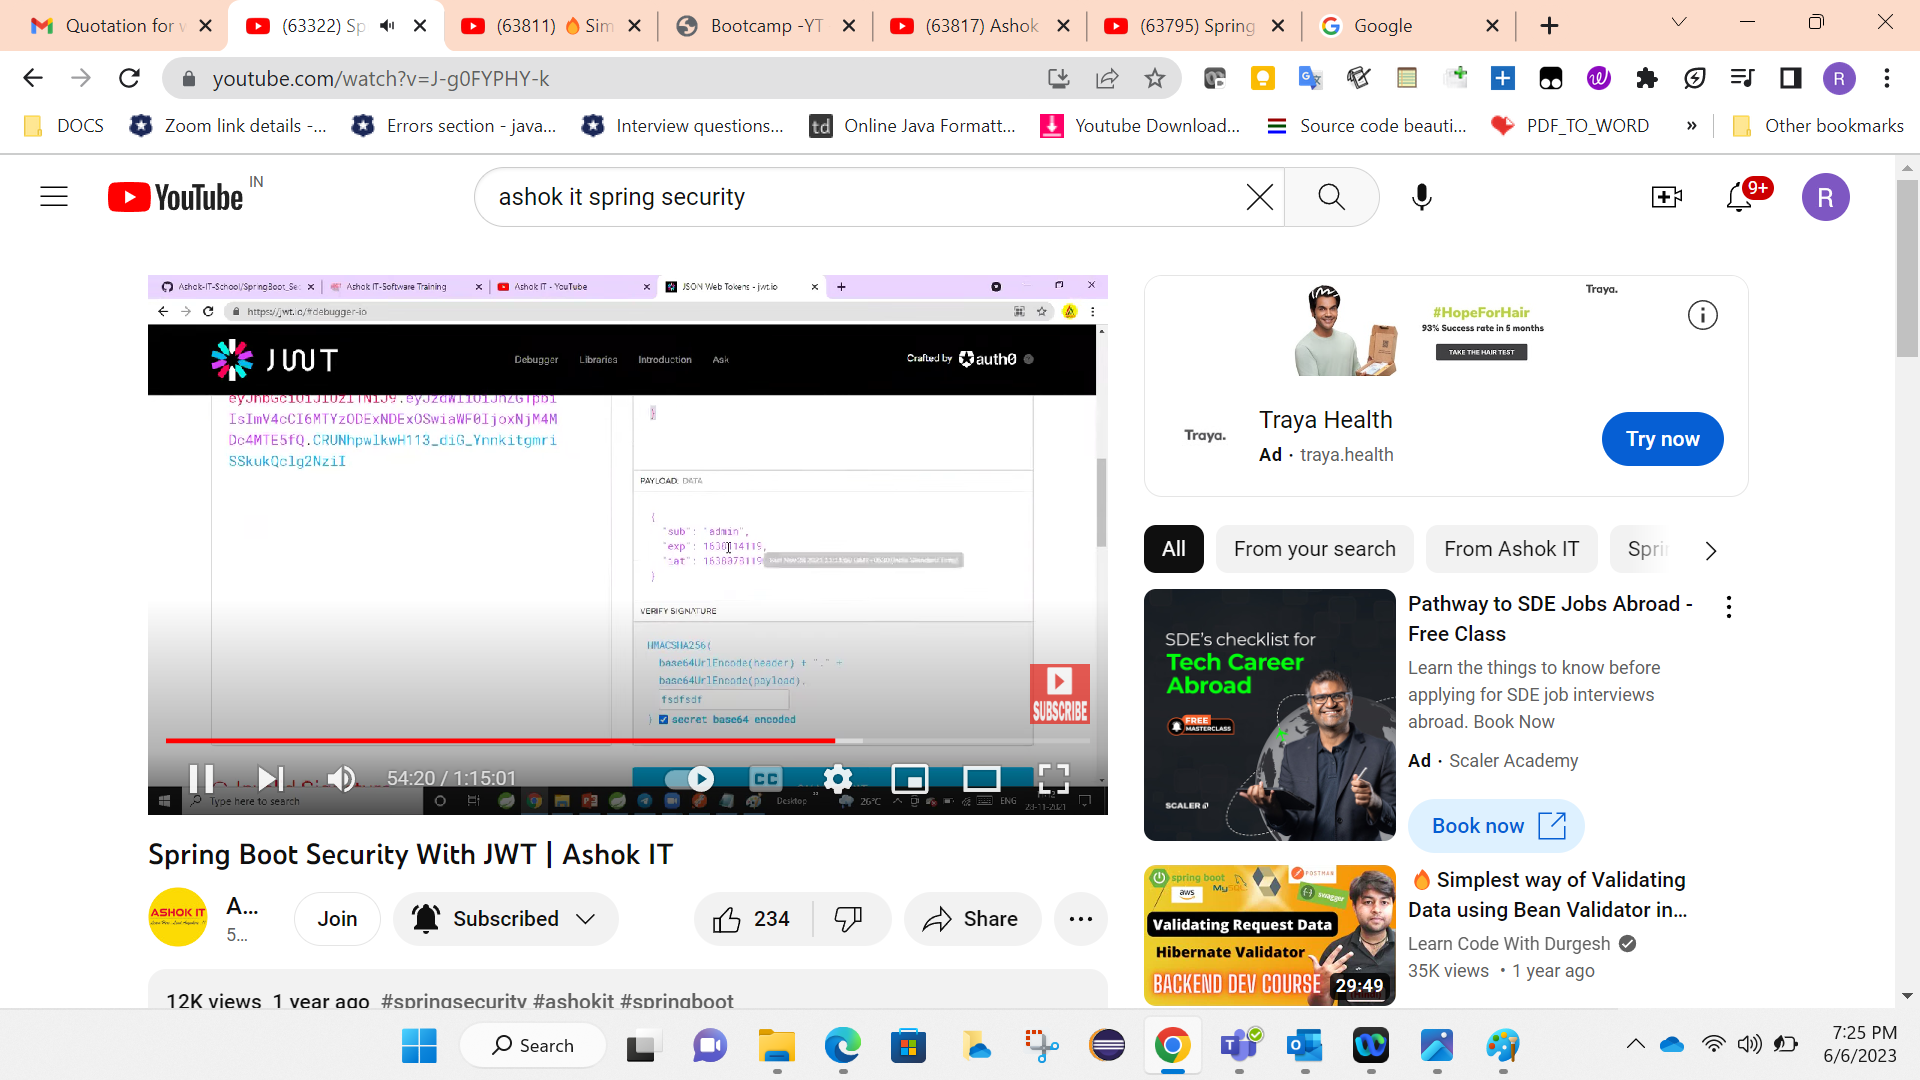 Quotation for
(63322) Sp
(63811) 🔥 Sim
Bootcamp -YT
(63817) Ashok
(63795) Spring
Google
youtube.com/watch?v=J-g0FYPHY-k
R
DOCS
Zoom link details -...
Errors section - java...
Interview questions...
td Online Java Formatt...
Youtube Download...
Source code beauti...
PDF_TO_WORD
»
Other bookmarks
YouTube IN
ashok it spring security
9+
R
Ashok-IT-School/SpringBoot_Se
Ashok IT-Software Training
Ashok IT - YouTube
JSON Web Tokens - jwt.io
https://jwt.io/#debugger-io
JWT
Debugger Libraries Introduction Ask
Crafted by auth0
IsImV4cCI6MTYzODExNDExOSwiaWF0IjoxNjM4M
Dc4MTE5fQ.CRUNhpwlkwH113_diG_Ynnkitgmri
SSkukQclg2NziI
}
PAYLOAD: DATA
{
"sub": "admin",
"exp": 1638114119,
"iat": 1638078119
}
VERIFY SIGNATURE
HMACSHA256(
base64UrlEncode(header) + "." +
base64UrlEncode(payload),
fsdfsdf
) secret base64 encoded
SUBSCRIBE
54:20 / 1:15:01
CC
Type here to search
Desktop
26°C
ENG
28-11-2021
Spring Boot Security With JWT | Ashok IT
ASHOK IT
A...
5...
Join
Subscribed
234
Share
12K views 1 year ago #springsecurity #ashokit #springboot
Traya.
#HopeForHair
93% Success rate in 5 months
TAKE THE HAIR TEST
Traya.
Traya Health
Ad · traya.health
Try now
All
From your search
From Ashok IT
Spri
SDE's checklist for
Tech Career
Abroad
FREE
MASTERCLASS
SCALER
Pathway to SDE Jobs Abroad -
Free Class
Learn the things to know before
applying for SDE job interviews
abroad. Book Now
Ad · Scaler Academy
Book now
spring boot
aws
MySQL
POSTMAN
swagger
Validating Request Data
Hibernate Validator
BACKEND DEV COURSE
29:49
🔥 Simplest way of Validating
Data using Bean Validator in...
Learn Code With Durgesh
35K views • 1 year ago
Search
7:25 PM
6/6/2023